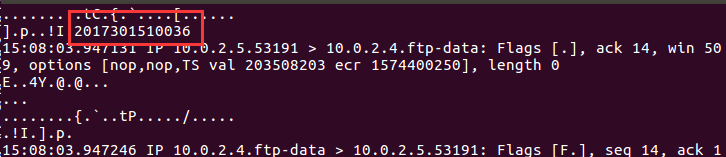 ........ .tC.{.`....[......
].p..!I 2017301510036
15:08:03.947131 IP 10.0.2.5.53191 > 10.0.2.4.ftp-data: Flags [.], ack 14, win 50
9, options [nop,nop,TS val 203508203 ecr 1574400250], length 0
E..4Y.@.@...
...
........{.`..tP...../.....
.!I.].p.
15:08:03.947246 IP 10.0.2.4.ftp-data > 10.0.2.5.53191: Flags [F.], seq 14, ack 1